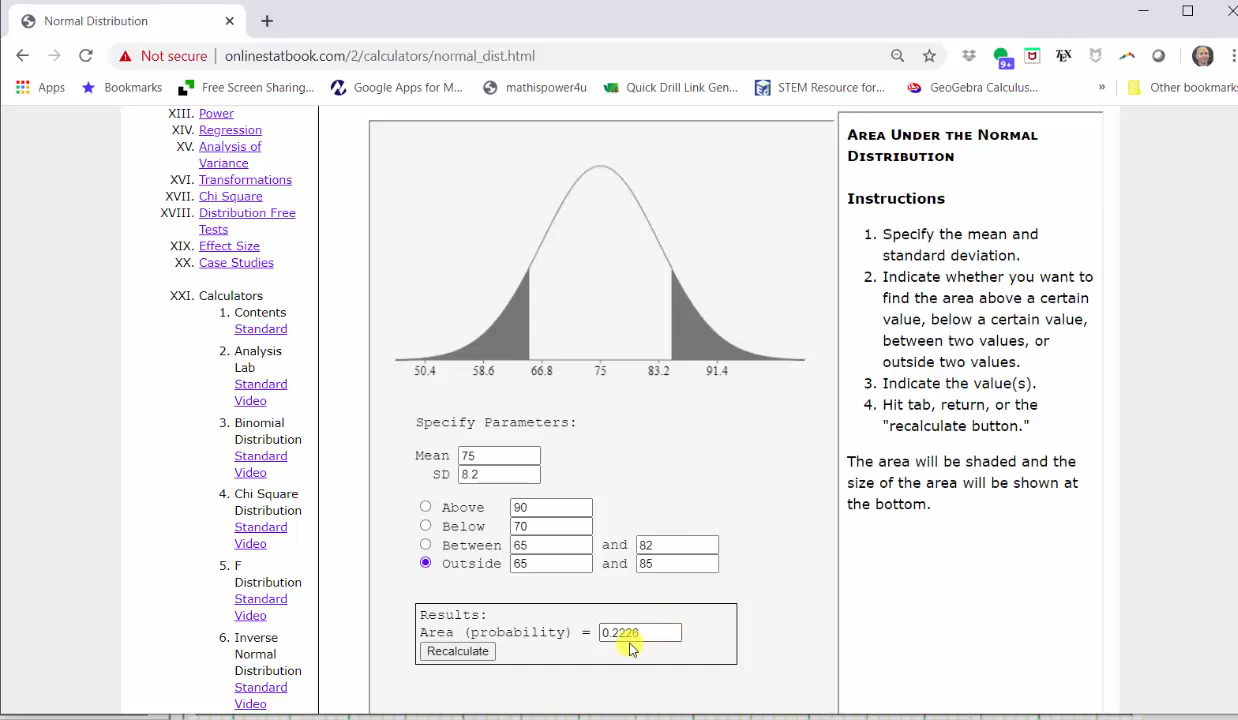 Normal Distribution
Not secure | onlinestatbook.com/2/calculators/normal_dist.html
9+
TEX
Apps Bookmarks Free Screen Sharing... Google Apps for M... mathispower4u Quick Drill Link Gen... STEM Resource for... GeoGebra Calculus... » Other bookmarks
XIII. Power
XIV. Regression
XV. Analysis of
Variance
XVI. Transformations
XVII. Chi Square
XVIII. Distribution Free
Tests
XIX. Effect Size
XX. Case Studies
XXI. Calculators
1. Contents
Standard
2. Analysis
Lab
Standard
Video
3. Binomial
Distribution
Standard
Video
4. Chi Square
Distribution
Standard
Video
5. F
Distribution
Standard
Video
6. Inverse
Normal
Distribution
Standard
Video
50.4 58.6 66.8 75 83.2 91.4
Specify Parameters:
Mean 75
SD 8.2
Above 90
Below 70
Between 65 and 82
Outside 65 and 85
Results:
Area (probability) = 0.2226
Recalculate
Area Under the Normal
Distribution
Instructions
1. Specify the mean and
standard deviation.
2. Indicate whether you want to
find the area above a certain
value, below a certain value,
between two values, or
outside two values.
3. Indicate the value(s).
4. Hit tab, return, or the
"recalculate button."
The area will be shaded and the
size of the area will be shown at
the bottom.